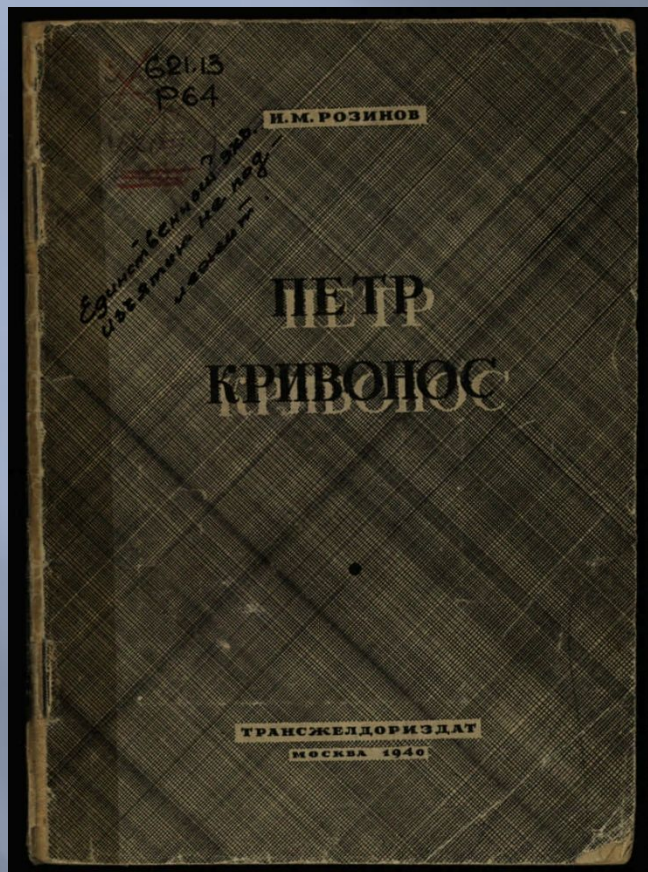 621.13
Р64
И. М. РОЗИНОВ
Единственный экз.
изъятию не под-
лежит.
ПЕТР
КРИВОНОС
ТРАНСЖЕЛДОРИЗДАТ
МОСКВА 1940